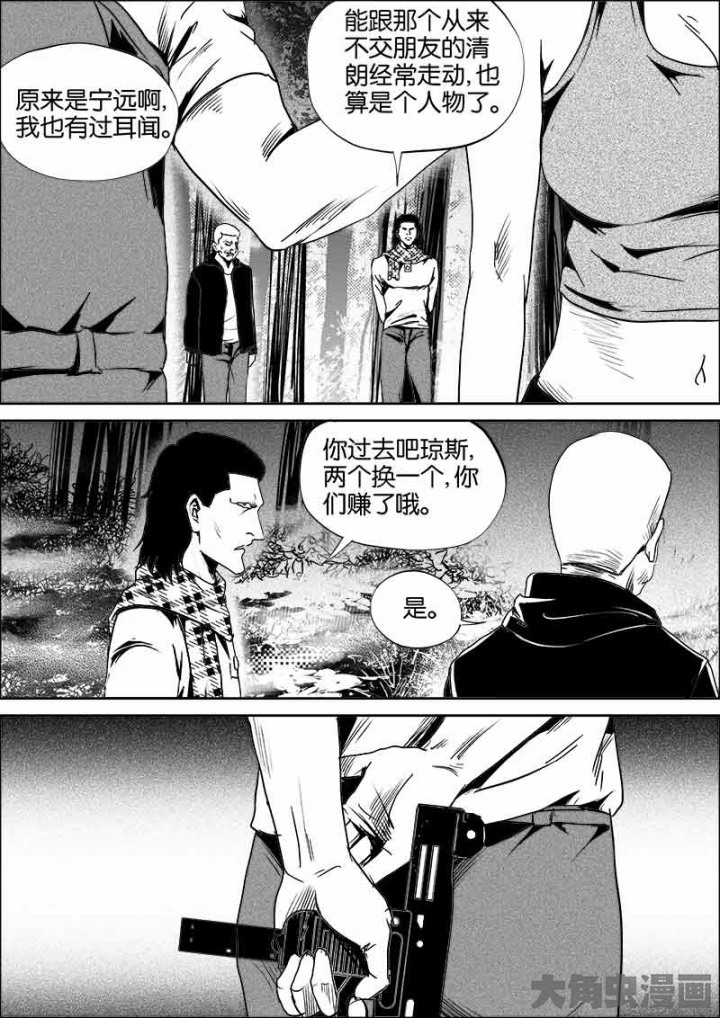 原来是宁远啊，
我也有过耳闻。
能跟那个从来
不交朋友的清
朗经常走动，也
算是个人物了。
你过去吧琼斯，
两个换一个，你
们赚了哦。
是。
大角虫漫画